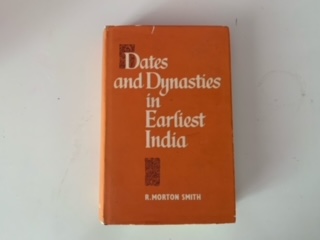 Dates
and Dynasties
in
Earliest
India
R. MORTON SMITH